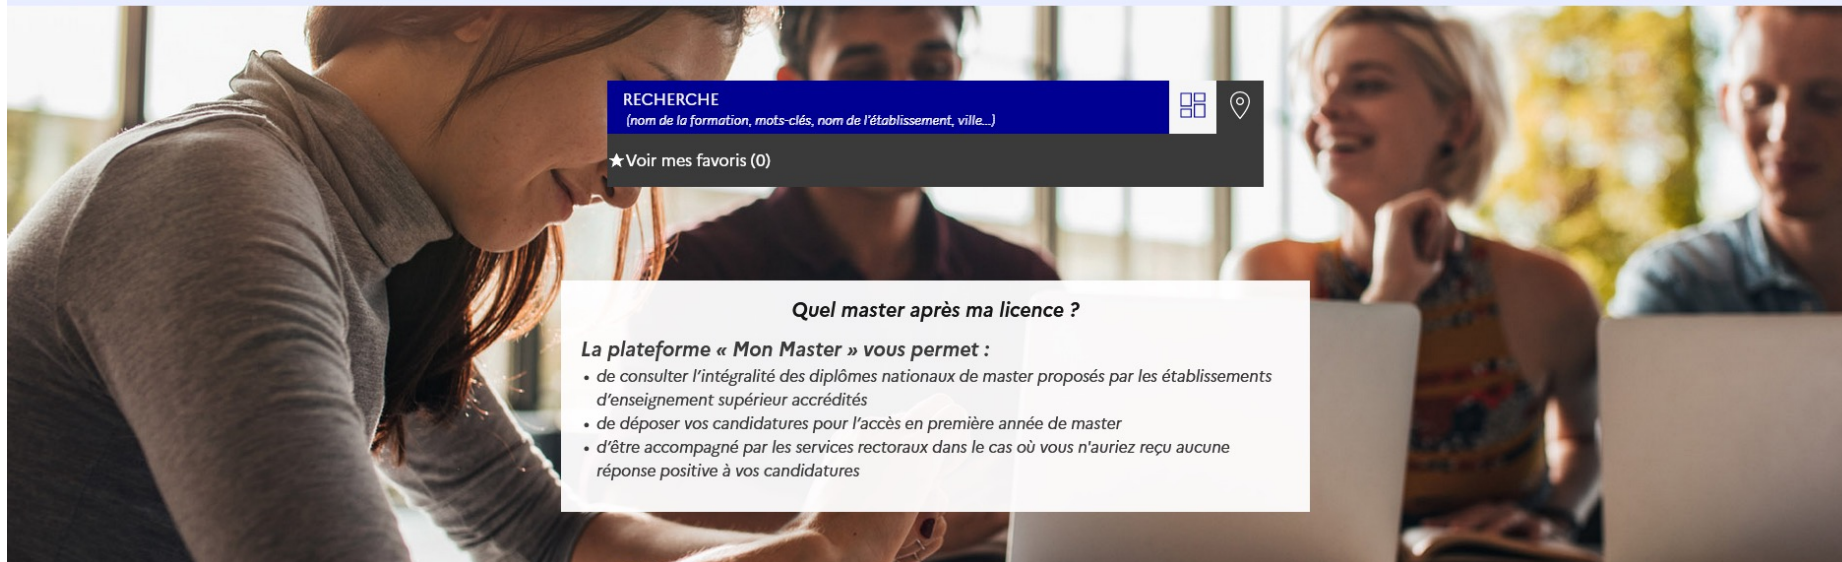 RECHERCHE
(nom de la formation, mots-clés, nom de l'établissement, ville...)
Voir mes favoris (0)
Quel master après ma licence ?
La plateforme « Mon Master » vous permet :
• de consulter l'intégralité des diplômes nationaux de master proposés par les établissements
d'enseignement supérieur accrédités
• de déposer vos candidatures pour l'accès en première année de master
• d'être accompagné par les services rectoraux dans le cas où vous n'auriez reçu aucune
réponse positive à vos candidatures